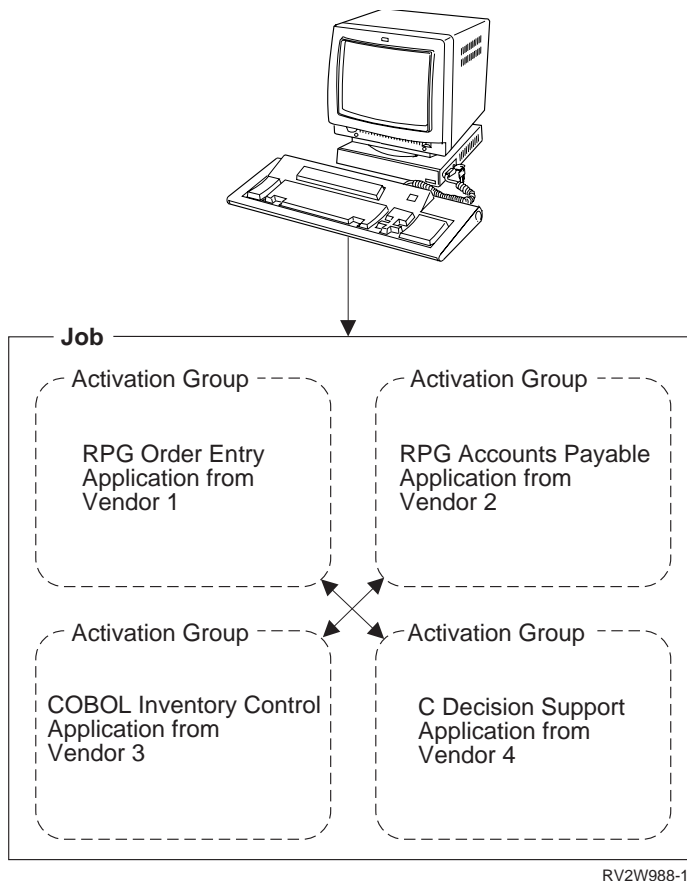 Job
Activation Group
RPG Order Entry
Application from
Vendor 1
Activation Group
RPG Accounts Payable
Application from
Vendor 2
Activation Group
COBOL Inventory Control
Application from
Vendor 3
Activation Group
C Decision Support
Application from
Vendor 4
RV2W988-1